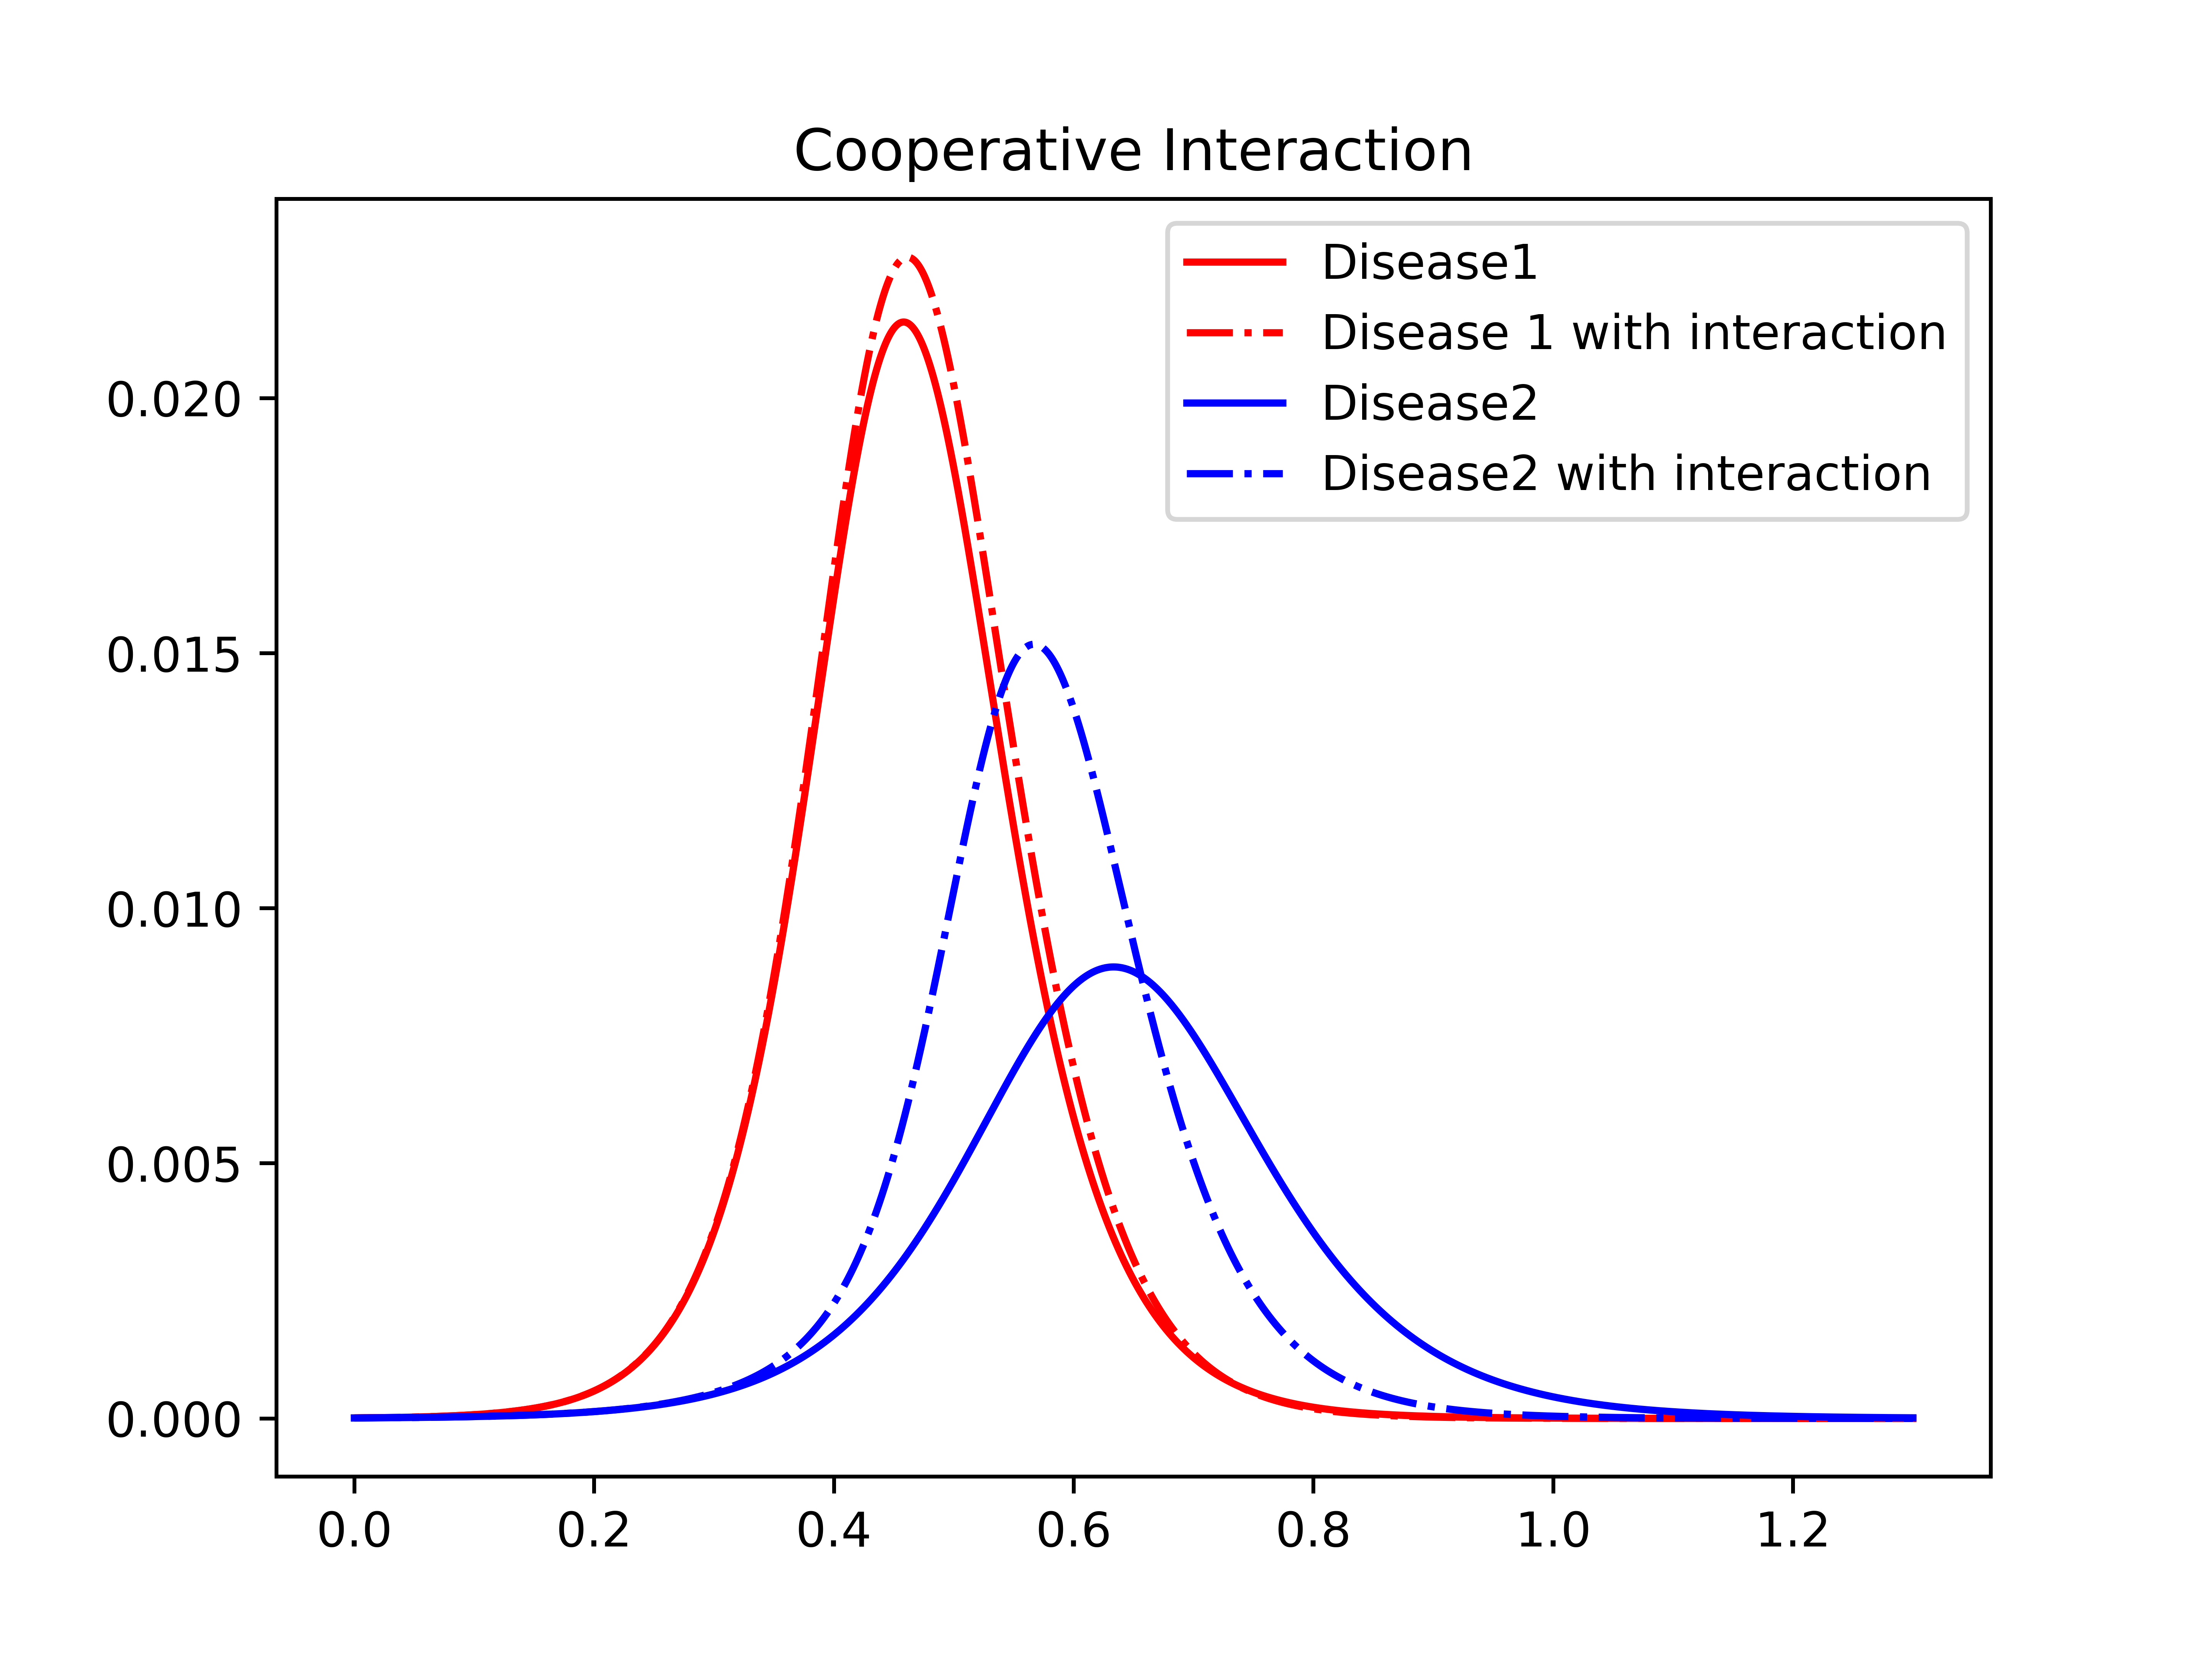 Cooperative Interaction
Disease1
Disease 1 with interaction
Disease2
Disease2 with interaction
0.020
0.015
0.010
0.005
0.000
0.0 0.2 0.4 0.6 0.8 1.0 1.2